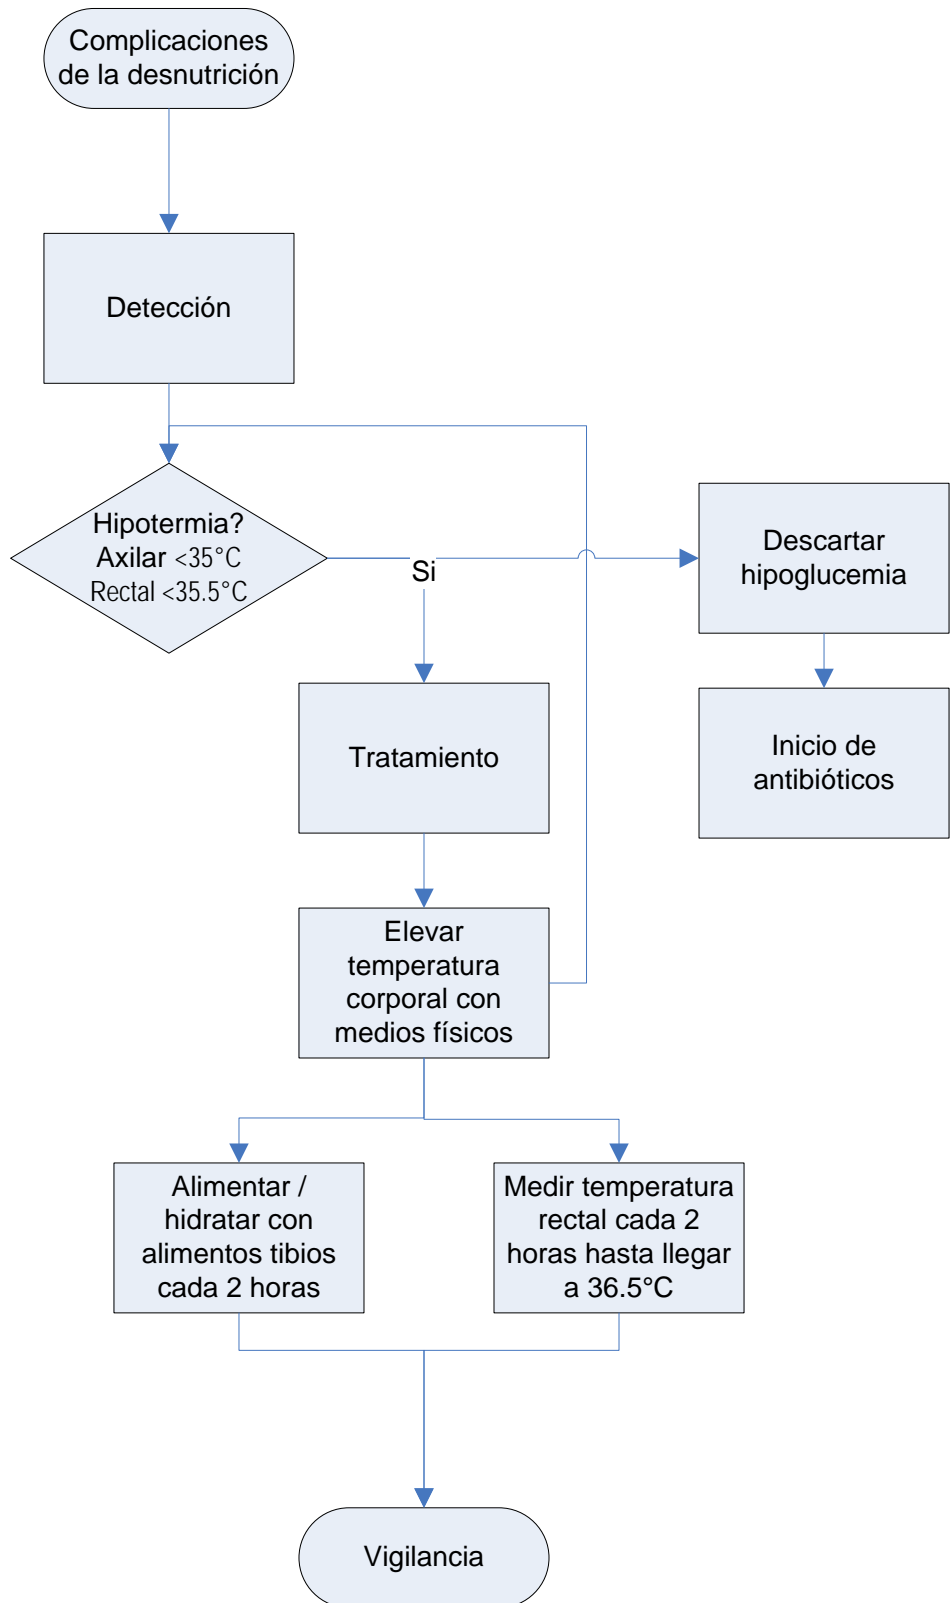 Complicaciones
de la desnutrición
Detección
Hipotermia?
Axilar <35°C
Rectal <35.5°C
Si
Descartar
hipoglucemia
Tratamiento
Inicio de
antibióticos
Elevar
temperatura
corporal con
medios físicos
Alimentar /
hidratar con
alimentos tibios
cada 2 horas
Medir temperatura
rectal cada 2
horas hasta llegar
a 36.5°C
Vigilancia